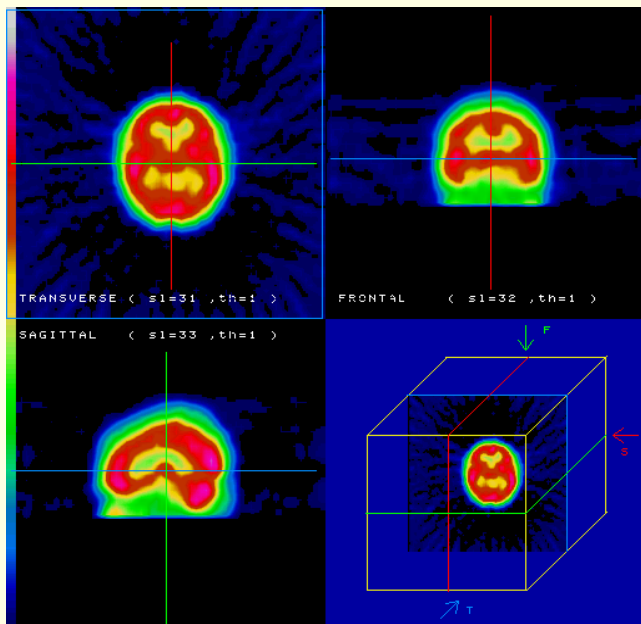 TRANSVERSE ( sl=31 ,th=1 )
FRONTAL ( sl=32 ,th=1 )
SAGITTAL ( sl=33 ,th=1 )
F
S
T